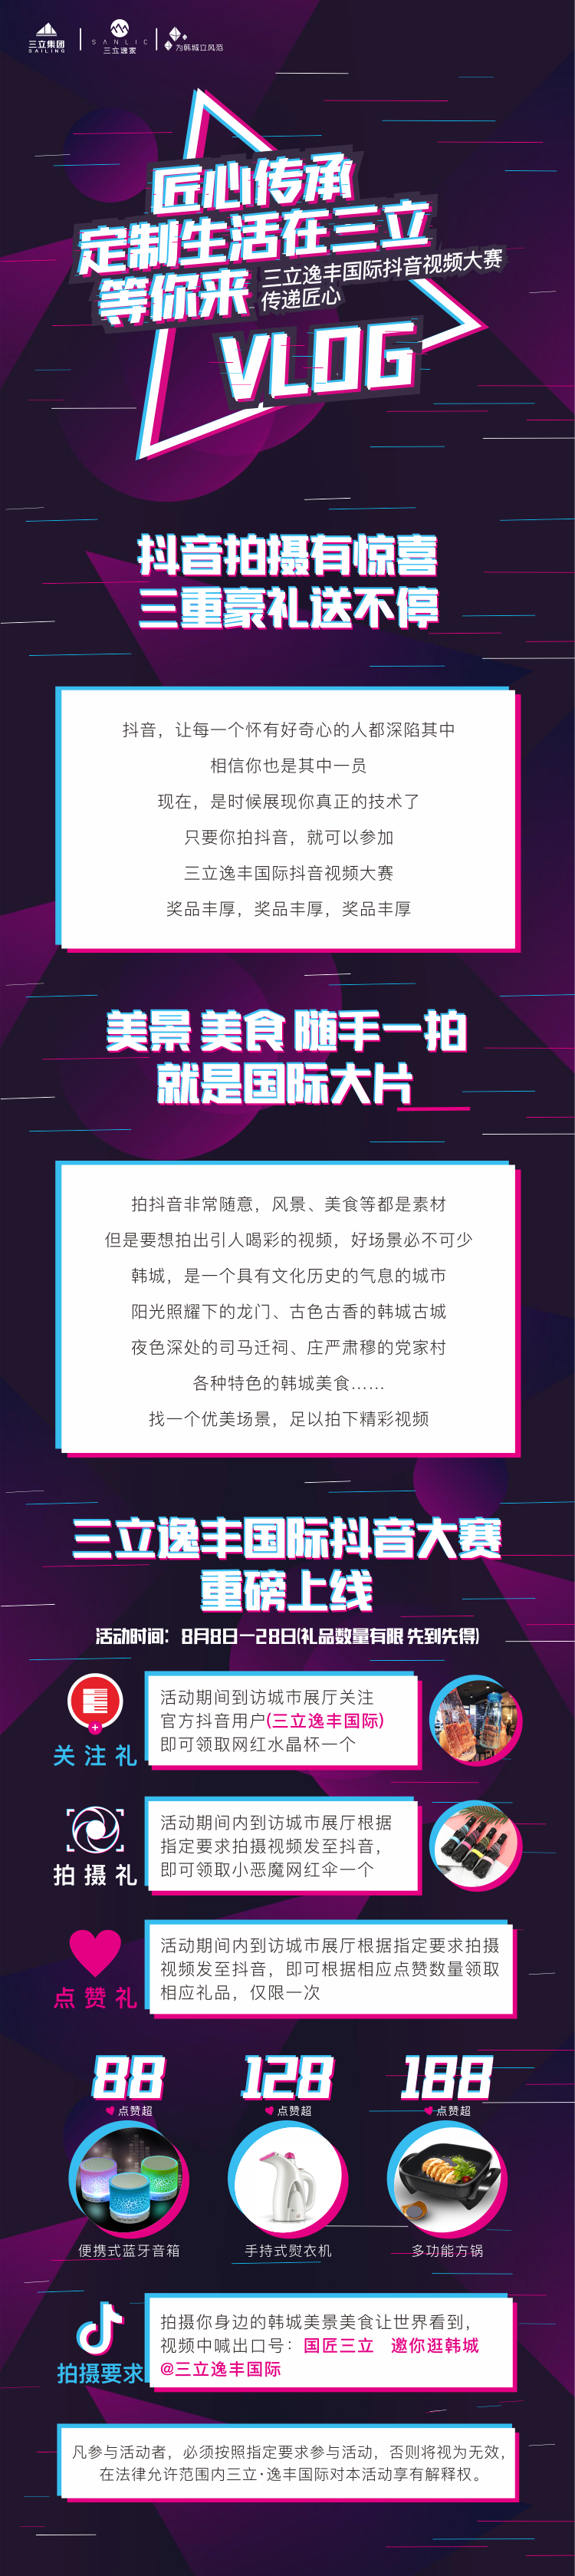 三立集团
SAILING
SANLIC
三立逸家
为韩城立风范
匠心传承
定制生活在三立
等你来
三立逸丰国际抖音视频大赛
传递匠心
VLOG
抖音拍摄有惊喜
三重豪礼送不停
抖音，让每一个怀有好奇心的人都深陷其中
相信你也是其中一员
现在，是时候展现你真正的技术了
只要你拍抖音，就可以参加
三立逸丰国际抖音视频大赛
奖品丰厚，奖品丰厚，奖品丰厚
美景 美食 随手一拍
就是国际大片
拍抖音非常随意，风景、美食等都是素材
但是要想拍出引人喝彩的视频，好场景必不可少
韩城，是一个具有文化历史的气息的城市
阳光照耀下的龙门、古色古香的韩城古城
夜色深处的司马迁祠、庄严肃穆的党家村
各种特色的韩城美食……
找一个优美场景，足以拍下精彩视频
三立逸丰国际抖音大赛
重磅上线
活动时间：8月8日—28日(礼品数量有限 先到先得)
关注礼
活动期间到访城市展厅关注
官方抖音用户(三立逸丰国际)
即可领取网红水晶杯一个
拍摄礼
活动期间内到访城市展厅根据
指定要求拍摄视频发至抖音，
即可领取小恶魔网红伞一个
点赞礼
活动期间内到访城市展厅根据指定要求拍摄
视频发至抖音，即可根据相应点赞数量领取
相应礼品，仅限一次
88 128 188
点赞超 点赞超 点赞超
便携式蓝牙音箱 手持式熨衣机 多功能方锅
拍摄要求
拍摄你身边的韩城美景美食让世界看到，
视频中喊出口号：国匠三立 邀你逛韩城
@三立逸丰国际
凡参与活动者，必须按照指定要求参与活动，否则将视为无效，
在法律允许范围内三立·逸丰国际对本活动享有解释权。